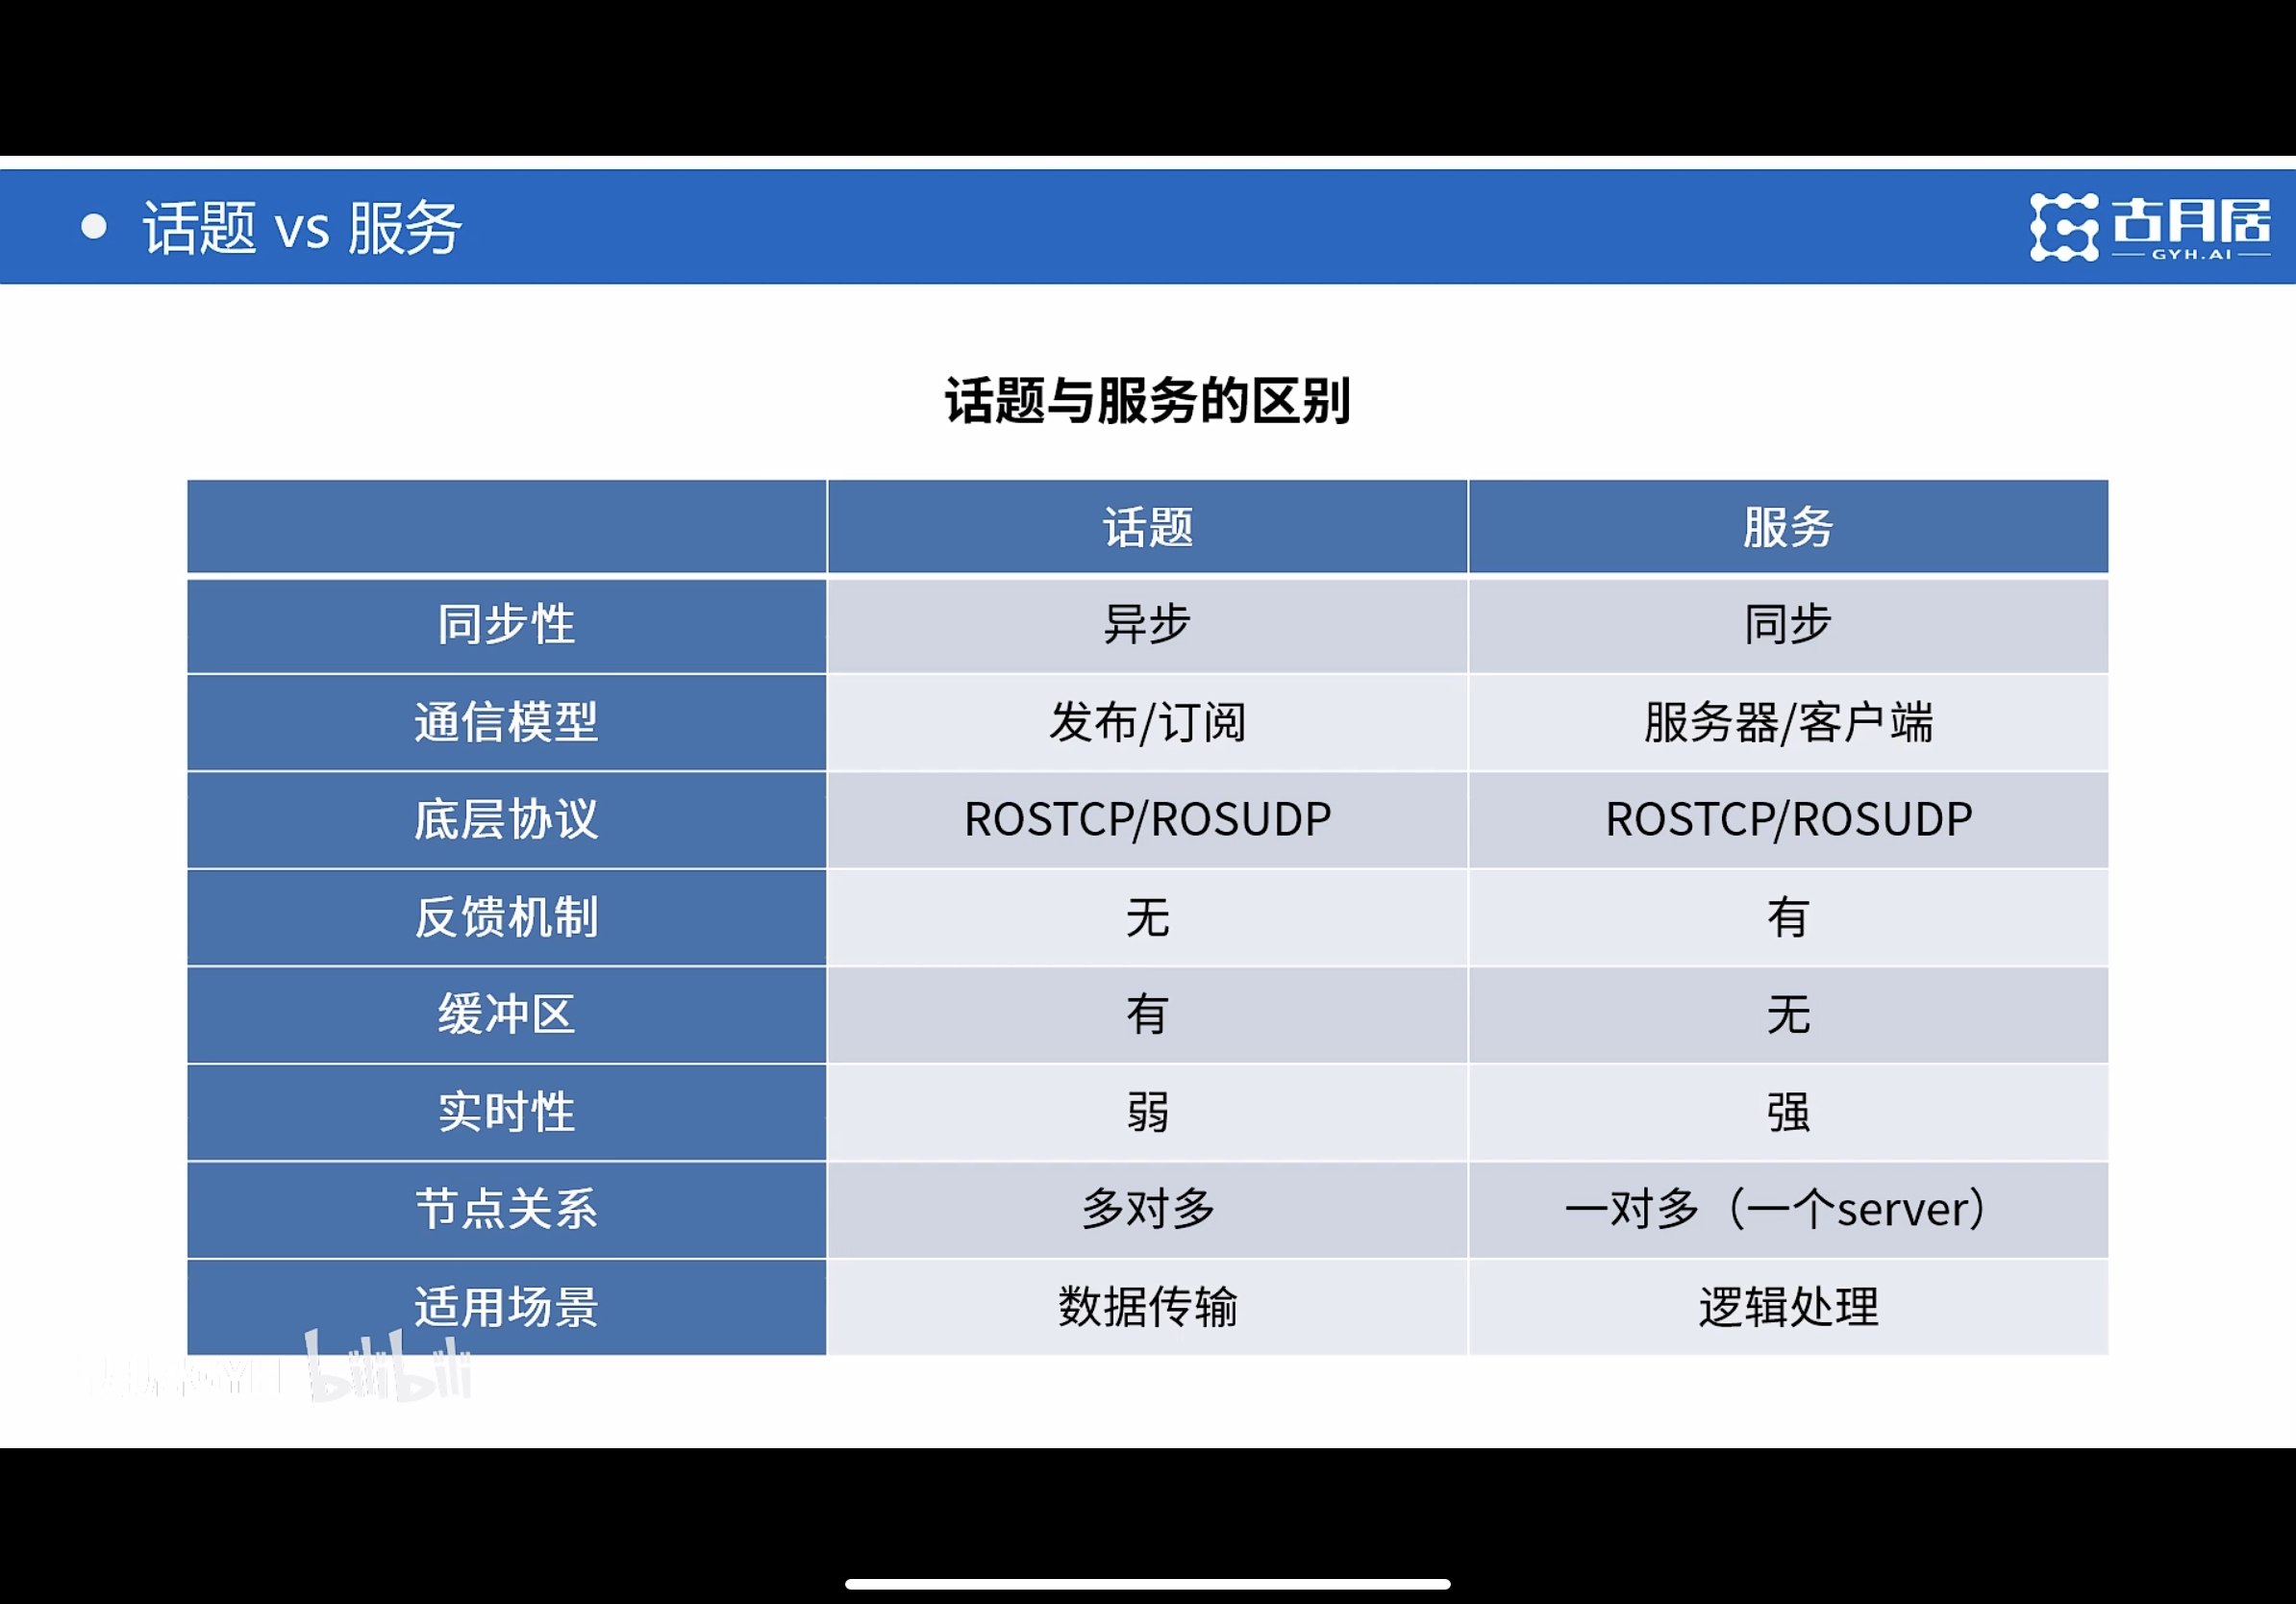 话题 vs 服务
古月居
GYH.AI
话题与服务的区别
话题 服务
同步性 异步 同步
通信模型 发布/订阅 服务器/客户端
底层协议 ROSTCP/ROSUDP ROSTCP/ROSUDP
反馈机制 无 有
缓冲区 有 无
实时性 弱 强
节点关系 多对多 一对多（一个server）
适用场景 数据传输 逻辑处理
bilibili